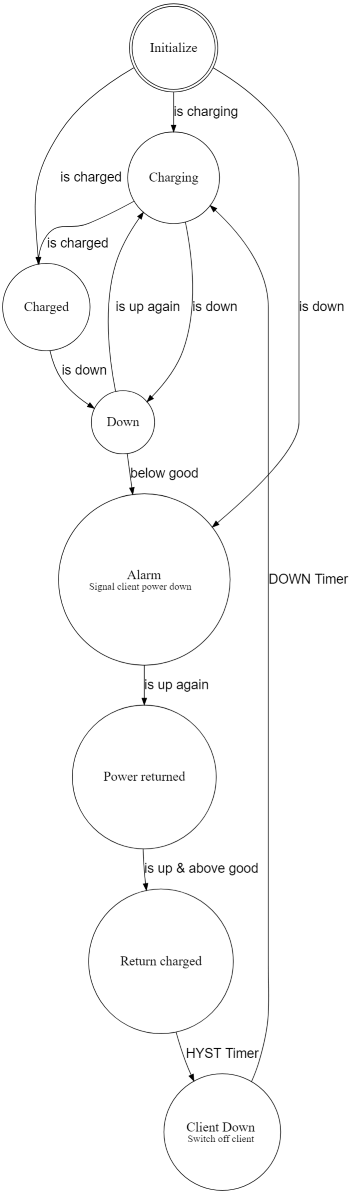 Initialize
is charging
is charged
Charging
is charged
Charged
is up again
is down
is down
is down
Down
below good
Alarm
Signal client power down
DOWN Timer
is up again
Power returned
is up & above good
Return charged
HYST Timer
Client Down
Switch off client